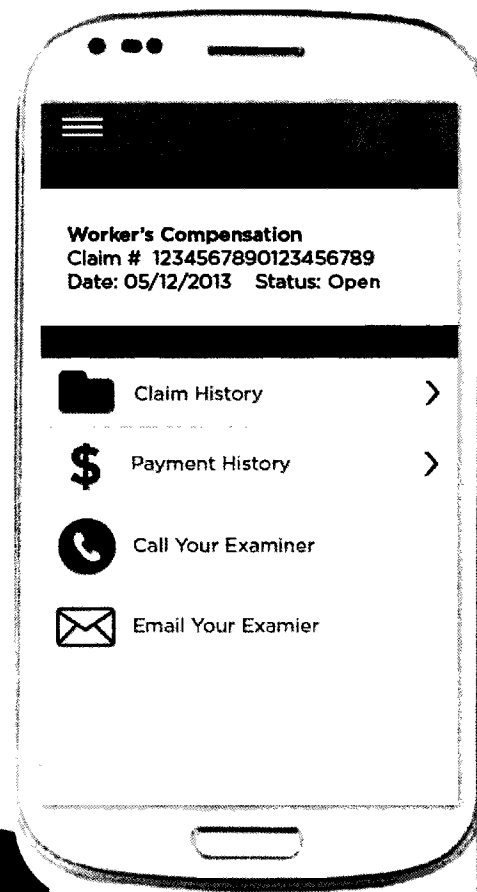 Worker's Compensation
Claim # 1234567890123456789
Date: 05/12/2013 Status: Open
Claim History
Payment History
Call Your Examiner
Email Your Examier